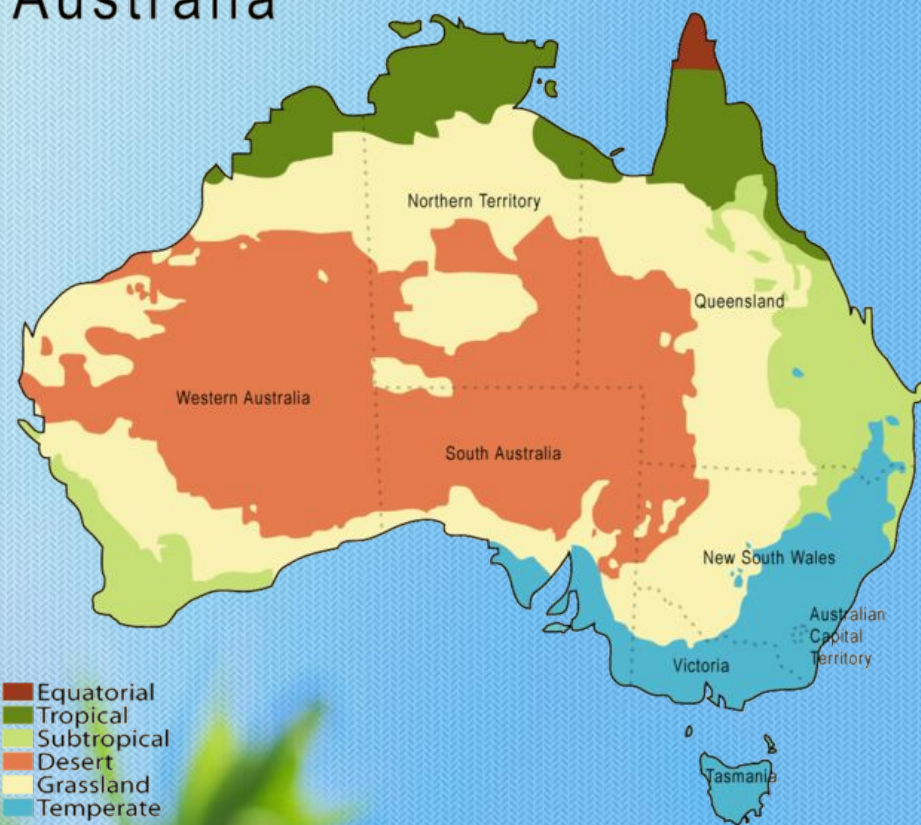 Australia
Northern Territory
Queensland
Western Australia
South Australia
New South Wales
Australian
Capital
Territory
Victoria
Tasmania
Equatorial
Tropical
Subtropical
Desert
Grassland
Temperate